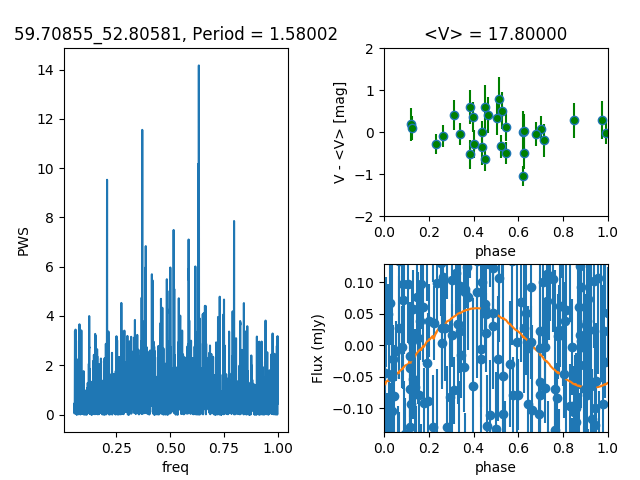 59.70855_52.80581, Period = 1.58002
14
12
10
8
6
4
2
0
PWS
0.25 0.50 0.75 1.00
freq
<V> = 17.80000
2
1
0
−1
−2
V - <V> [mag]
0.0 0.2 0.4 0.6 0.8 1.0
phase
0.10
0.05
0.00
−0.05
−0.10
Flux (mJy)
0.0 0.2 0.4 0.6 0.8 1.0
phase